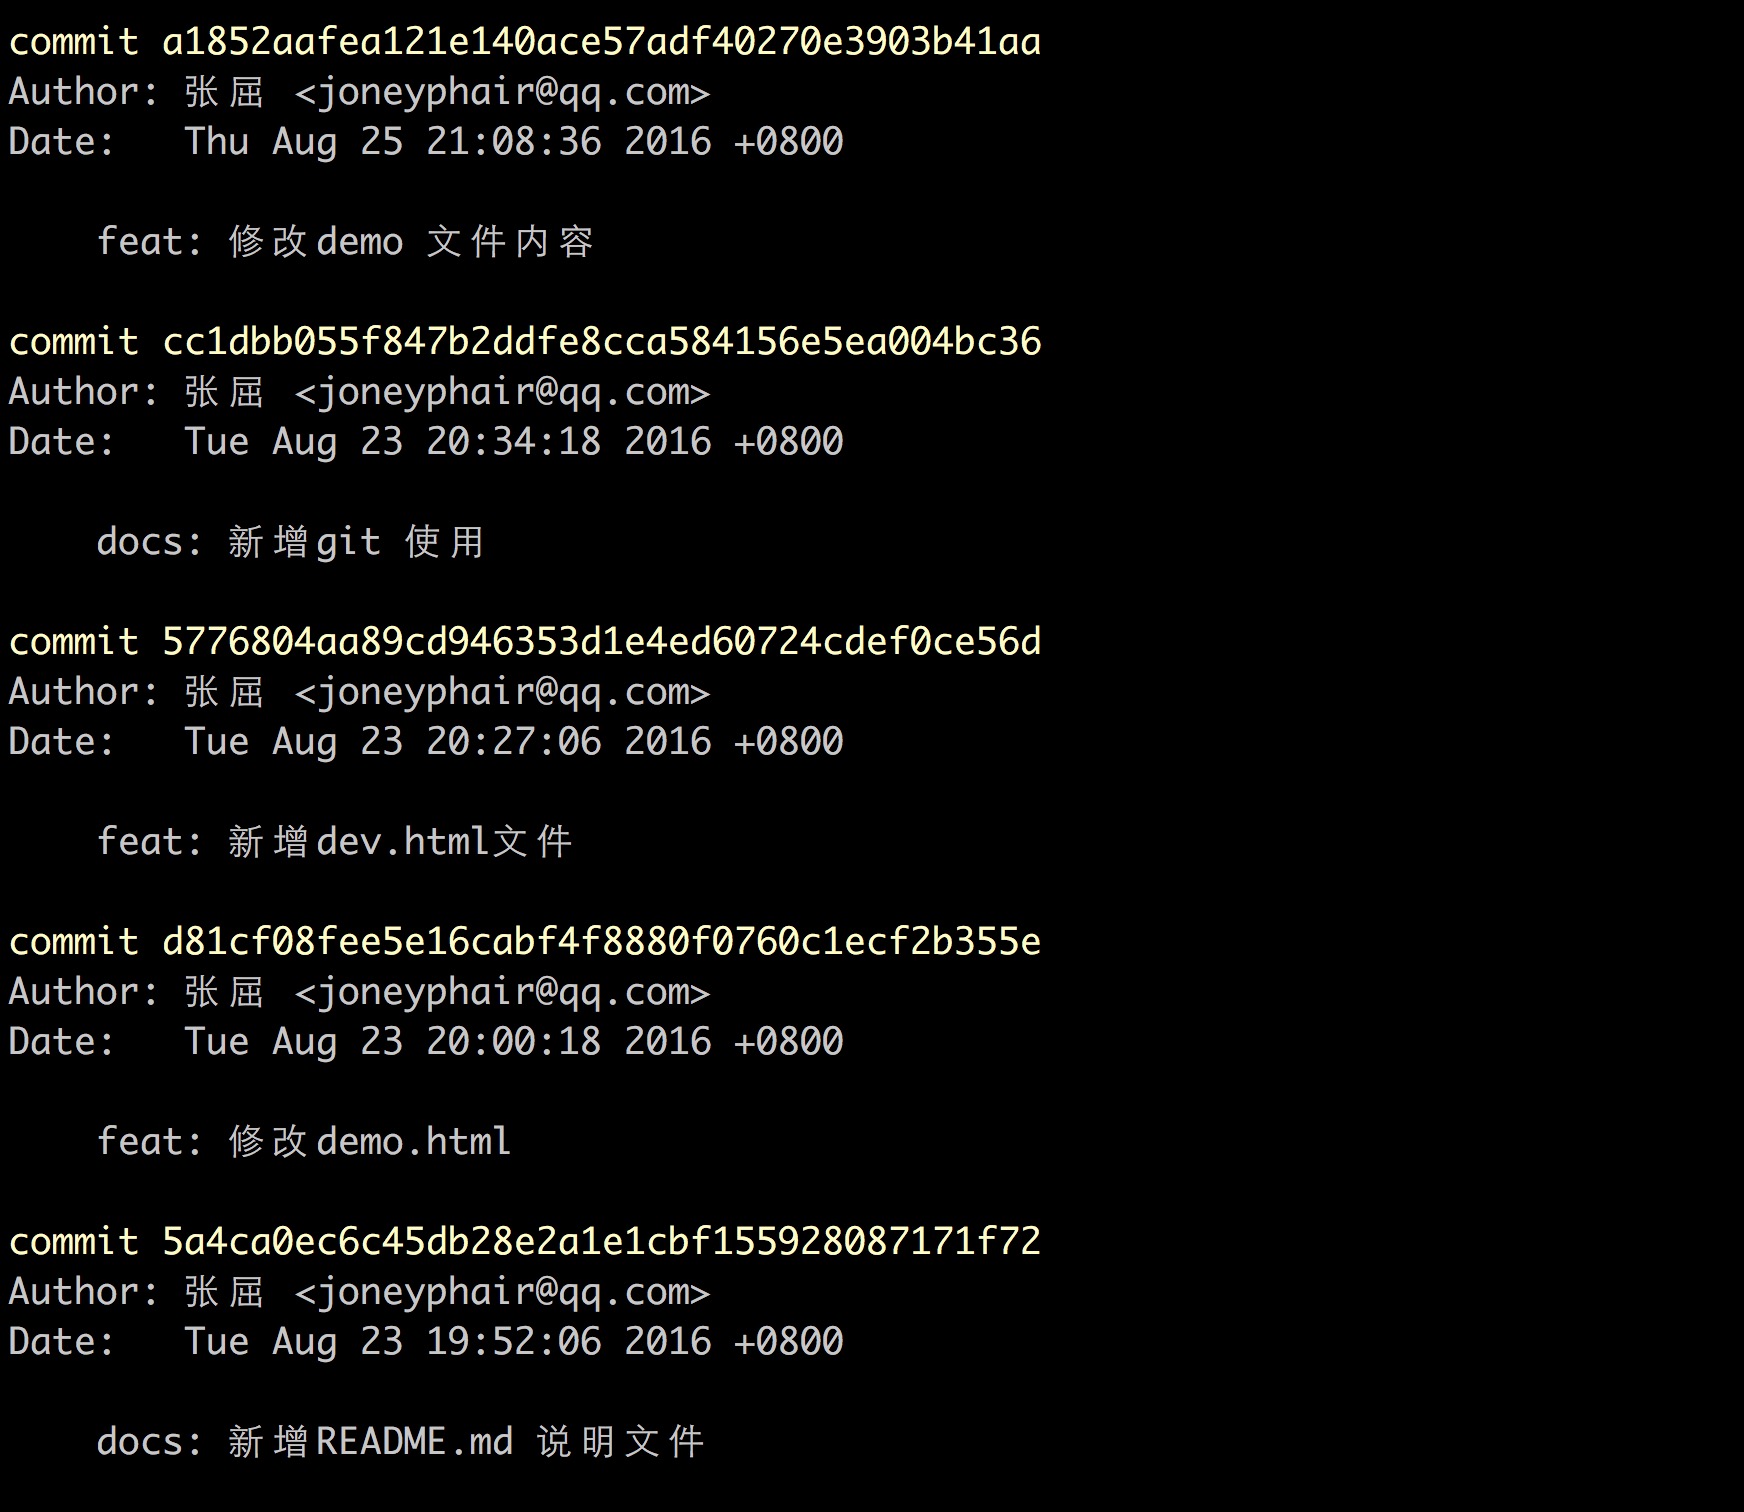 commit a1852aafea121e140ace57adf40270e3903b41aa
Author: 张屈 <joneyphair@qq.com>
Date:   Thu Aug 25 21:08:36 2016 +0800
feat: 修改demo 文件内容
commit cc1dbb055f847b2ddfe8cca584156e5ea004bc36
Author: 张屈 <joneyphair@qq.com>
Date:   Tue Aug 23 20:34:18 2016 +0800
docs: 新增git 使用
commit 5776804aa89cd946353d1e4ed60724cdef0ce56d
Author: 张屈 <joneyphair@qq.com>
Date:   Tue Aug 23 20:27:06 2016 +0800
feat: 新增dev.html文件
commit d81cf08fee5e16cabf4f8880f0760c1ecf2b355e
Author: 张屈 <joneyphair@qq.com>
Date:   Tue Aug 23 20:00:18 2016 +0800
feat: 修改demo.html
commit 5a4ca0ec6c45db28e2a1e1cbf155928087171f72
Author: 张屈 <joneyphair@qq.com>
Date:   Tue Aug 23 19:52:06 2016 +0800
docs: 新增README.md 说明文件